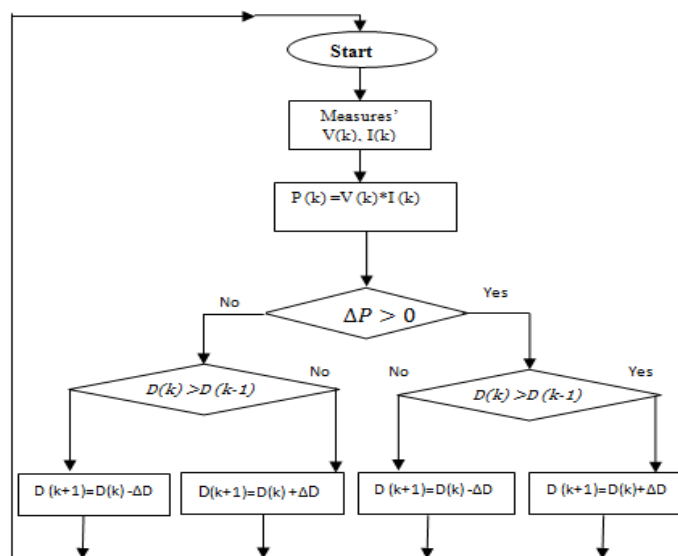 Start
Measures’
V(k), I(k)
P (k) =V (k)*I (k)
No
Yes
ΔP > 0
No
No
Yes
D(k) >D (k-1)
D(k) >D (k-1)
D (k+1)=D(k) -ΔD
D(k+1)=D(k) +ΔD
D (k+1)=D(k) -ΔD
D (k+1)=D(k)+ΔD